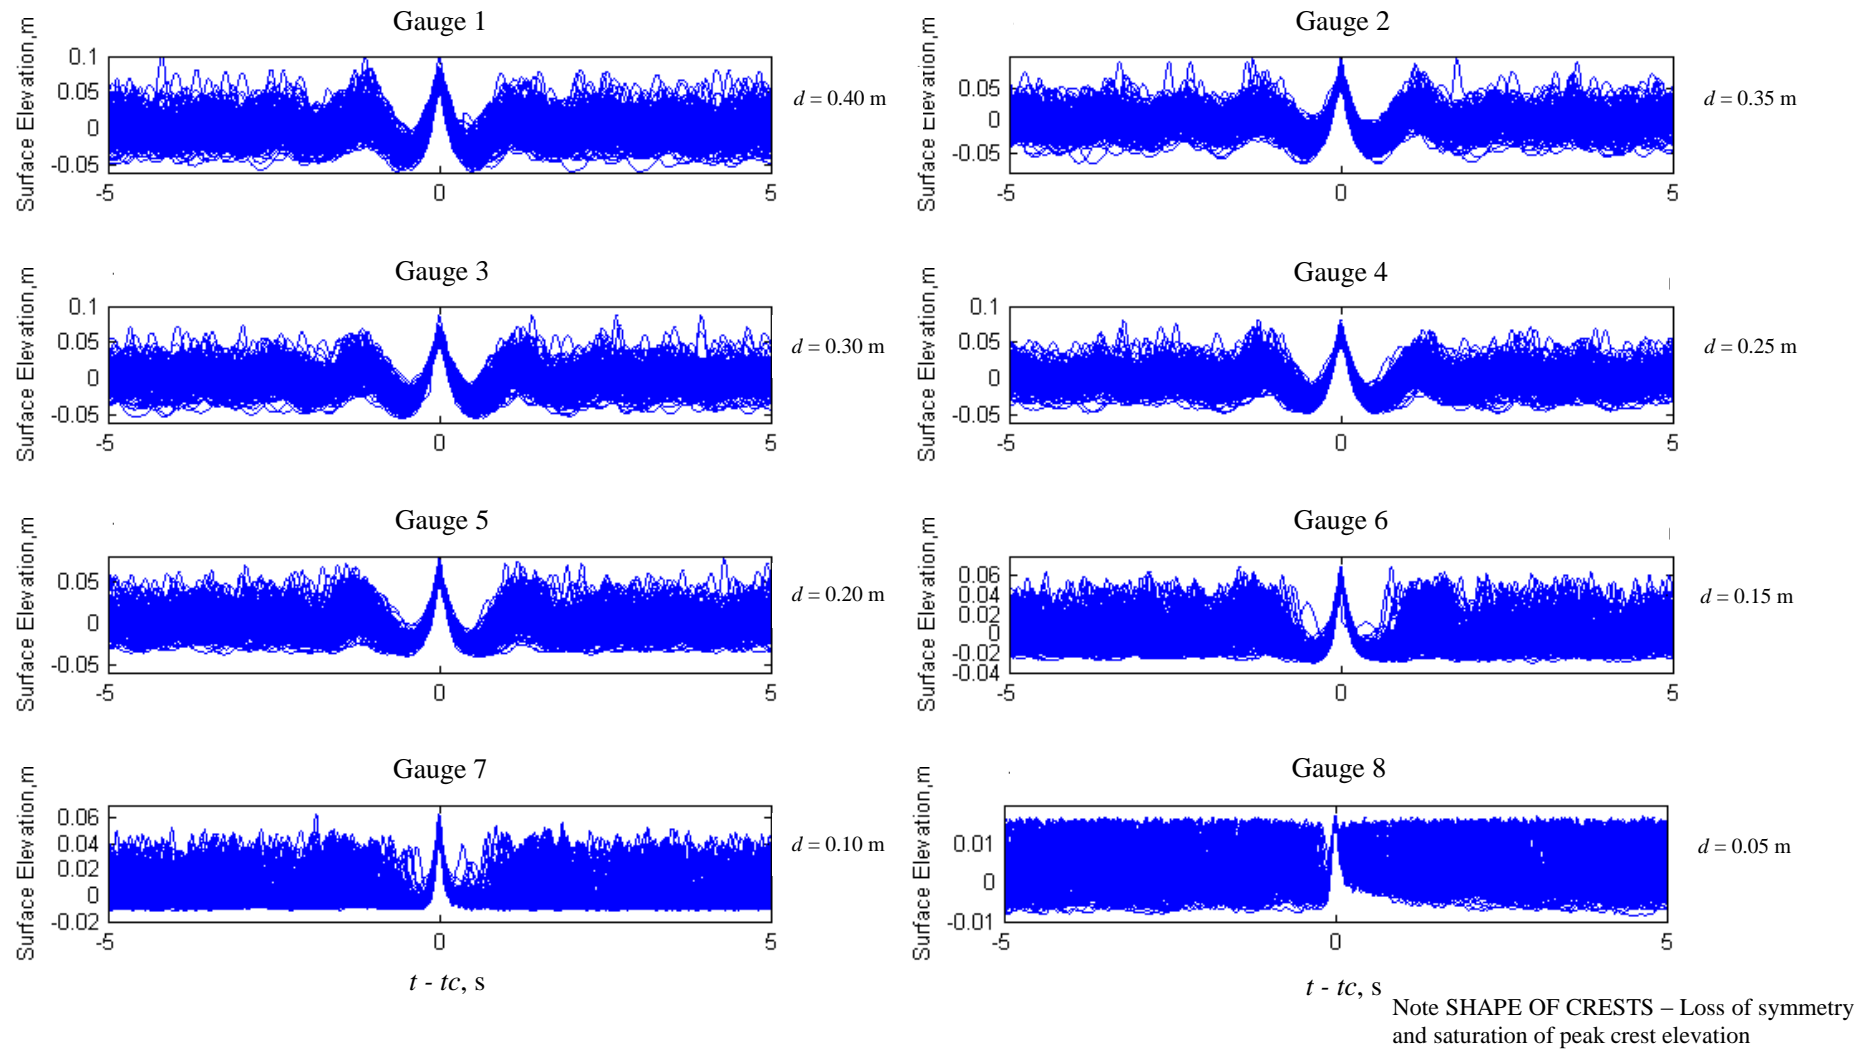 Gauge 1
Surface Elevation,m
0.1
0.05
0
-0.05
-5
0
5
d = 0.40 m
Gauge 2
Surface Elevation,m
0.05
0
-0.05
-5
0
5
d = 0.35 m
Gauge 3
Surface Elevation,m
0.1
0.05
0
-0.05
-5
0
5
d = 0.30 m
Gauge 4
Surface Elevation,m
0.1
0.05
0
-0.05
-5
0
5
d = 0.25 m
Gauge 5
Surface Elevation,m
0.05
0
-0.05
-5
0
5
d = 0.20 m
Gauge 6
Surface Elevation,m
0.06
0.04
0.02
0
-0.02
-0.04
-5
0
5
d = 0.15 m
Gauge 7
Surface Elevation,m
0.06
0.04
0.02
0
-0.02
-5
0
5
d = 0.10 m
t - tc, s
Gauge 8
Surface Elevation,m
0.01
0
-0.01
-5
0
5
d = 0.05 m
t - tc, s
Note SHAPE OF CRESTS – Loss of symmetry
and saturation of peak crest elevation